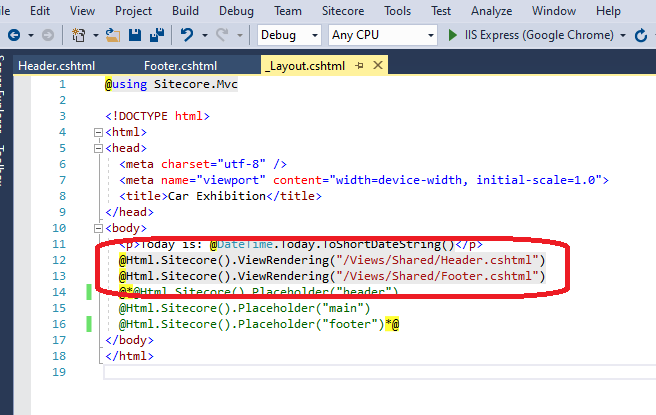 ile Edit View Project Build Debug Team Sitecore Tools Test Analyze Window Help
Debug Any CPU IIS Express (Google Chrome)
Header.cshtml Footer.cshtml _Layout.cshtml
1 @using Sitecore.Mvc
2
3 <!DOCTYPE html>
4 <html>
5 <head>
6 <meta charset="utf-8" />
7 <meta name="viewport" content="width=device-width, initial-scale=1.0">
8 <title>Car Exhibition</title>
9 </head>
10 <body>
11 <p>Today is: @DateTime.Today.ToShortDateString()</p>
12 @Html.Sitecore().ViewRendering("/Views/Shared/Header.cshtml")
13 @Html.Sitecore().ViewRendering("/Views/Shared/Footer.cshtml")
14 @*@Html.Sitecore().Placeholder("header")
15 @Html.Sitecore().Placeholder("main")
16 @Html.Sitecore().Placeholder("footer")*@
17 </body>
18 </html>
19